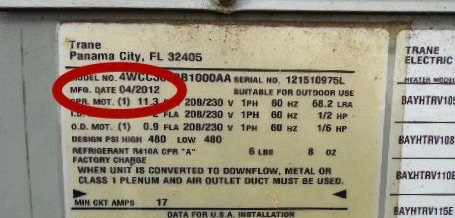 Trane
Panama City, FL 32405
MODEL NO. SERIAL NO. 121510975L
MFG. DATE 04/2012 SUITABLE FOR OUTDOOR USE
CPR. MOT. (1) 11.3 208/230 V 1PH 60 HZ 68.2 LRA
FLA 208/230 V 1PH 60 HZ 1/2 HP
O.D. MOT. (1) 0.9 FLA 208/230 V 1PH 60 HZ 1/6 HP
DESIGN PSI HIGH 480 LOW 480
REFRIGERANT R410A CPR "A" 6 LBS 8 OZ
FACTORY CHARGE
WHEN UNIT IS CONVERTED TO DOWNFLOW, METAL OR
CLASS 1 PLENUM AND AIR OUTLET DUCT MUST BE USED.
MIN CKT AMPS 17
DATA FOR U.S.A. INSTALLATION
TRANE
ELECTRIC
HEATER MODEL
BAYHTRV105
BAYHTRV108
BAYHTRV110
BAYHTRV115